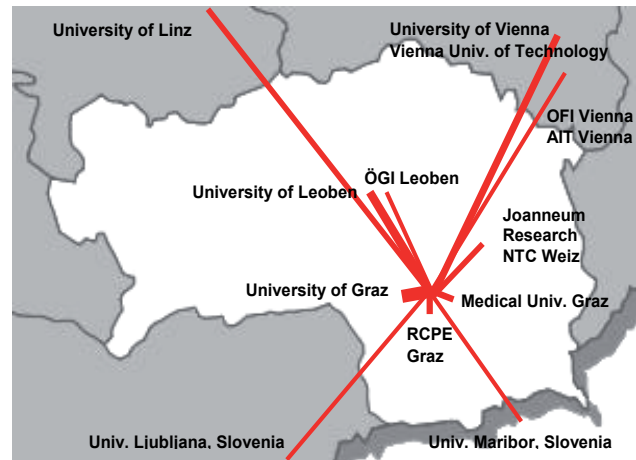 University of Linz
University of Vienna
Vienna Univ. of Technology
OFI Vienna
AIT Vienna
ÖGI Leoben
University of Leoben
Joanneum
Research
NTC Weiz
University of Graz
Medical Univ. Graz
RCPE
Graz
Univ. Ljubljana, Slovenia
Univ. Maribor, Slovenia